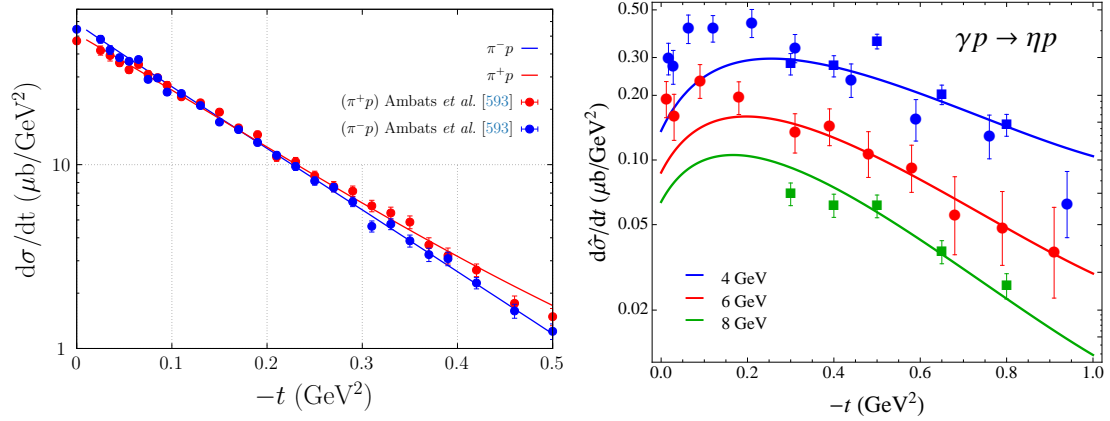 dσ/dt (μb/GeV²)
10
1
π⁻p
π⁺p
(π⁺p) Ambats et al. [593]
(π⁻p) Ambats et al. [593]
0 0.1 0.2 0.3 0.4 0.5
−t (GeV²)
dσ̂/dt (μb/GeV²)
0.50
0.30
0.20
0.10
0.05
0.02
γp → ηp
4 GeV
6 GeV
8 GeV
0.0 0.2 0.4 0.6 0.8 1.0
−t (GeV²)